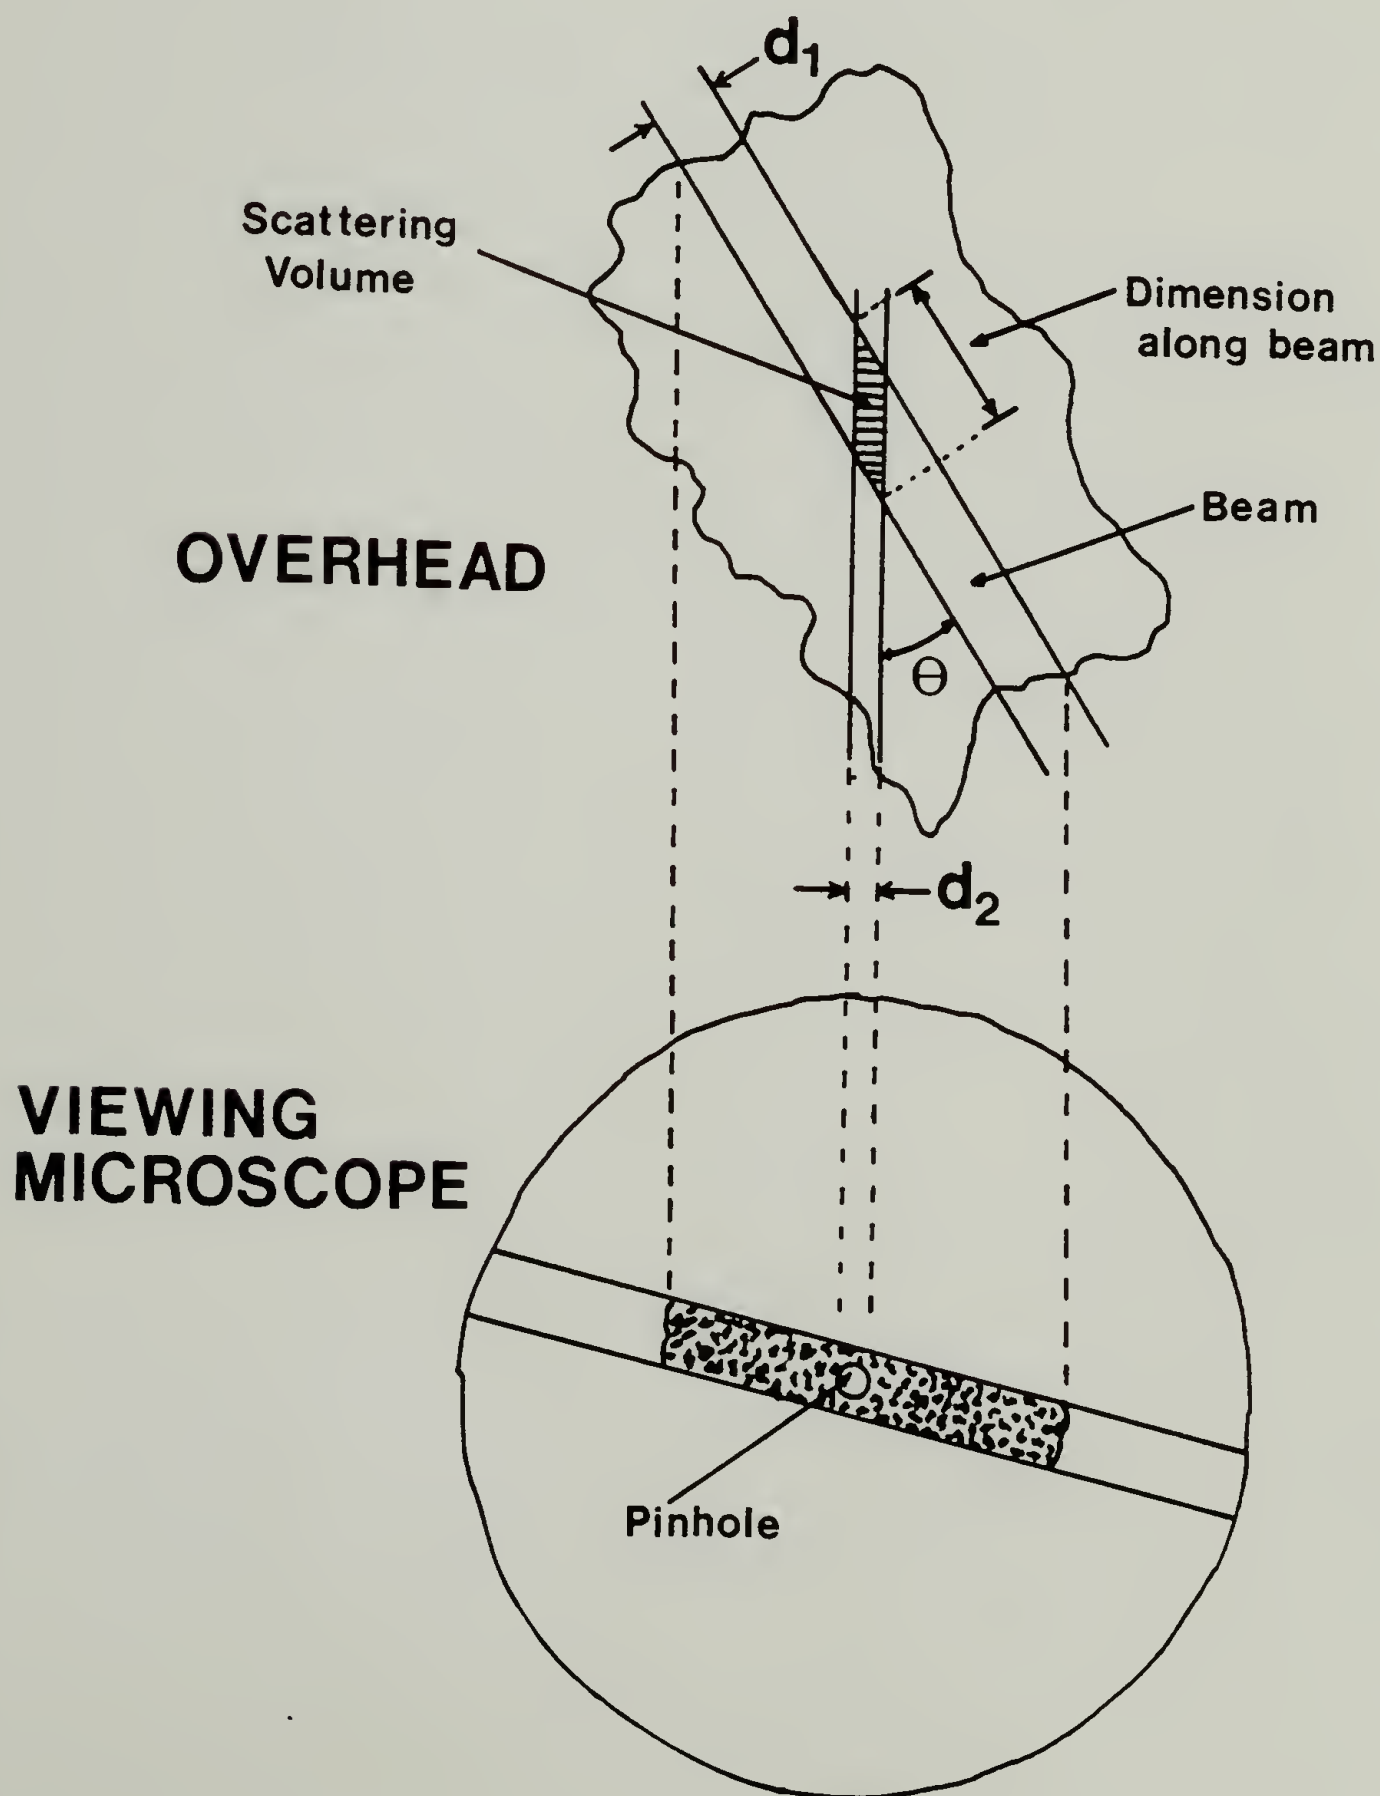 d₁
Scattering
Volume
Dimension
along beam
Beam
OVERHEAD
Θ
d₂
VIEWING
MICROSCOPE
Pinhole